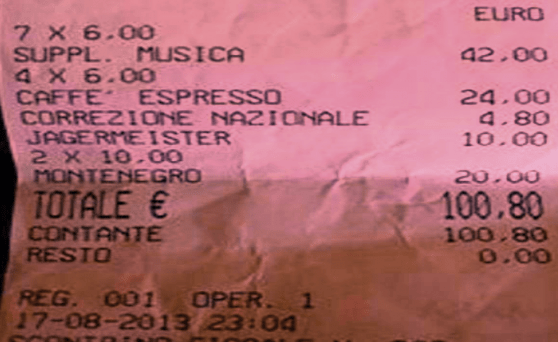 EURO
7 X 6.00
SUPPL. MUSICA 42.00
4 X 6.00
CAFFE' ESPRESSO 24.00
CORREZIONE NAZIONALE 4.80
JAGERMEISTER 10.00
2 X 10.00
MONTENEGRO 20.00
TOTALE € 100,80
CONTANTE 100.80
RESTO 0.00
REG. 001 OPER. 1
17-08-2013 23:04